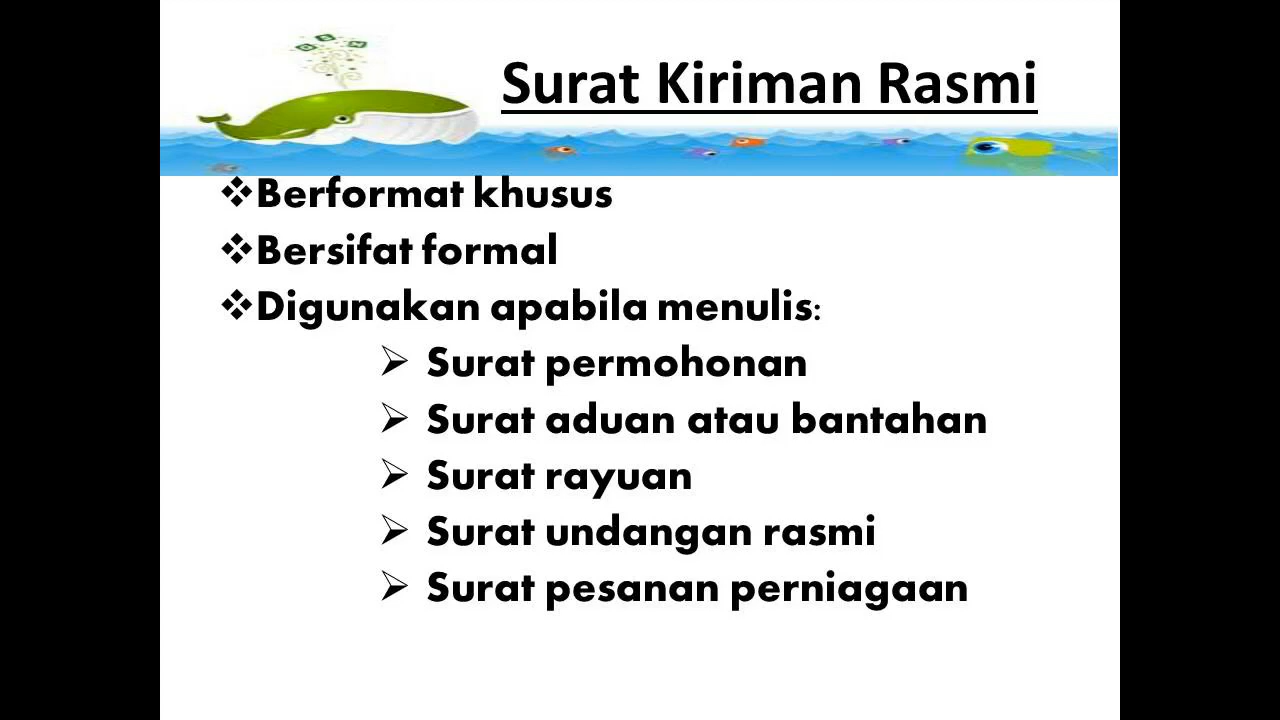 Surat Kiriman Rasmi
❖Berformat khusus
❖Bersifat formal
❖Digunakan apabila menulis:
➢ Surat permohonan
➢ Surat aduan atau bantahan
➢ Surat rayuan
➢ Surat undangan rasmi
➢ Surat pesanan perniagaan